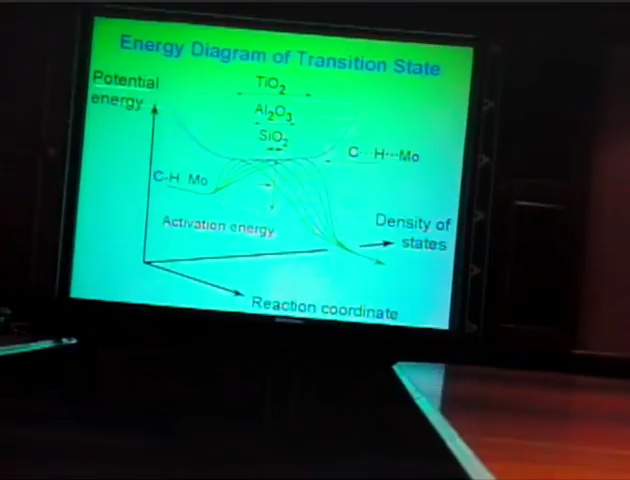 Energy Diagram of Transition State
Potential
energy
TiO₂
Al₂O₃
SiO₂
C···H···Mo
C-H Mo
Activation energy
Density of
states
Reaction coordinate